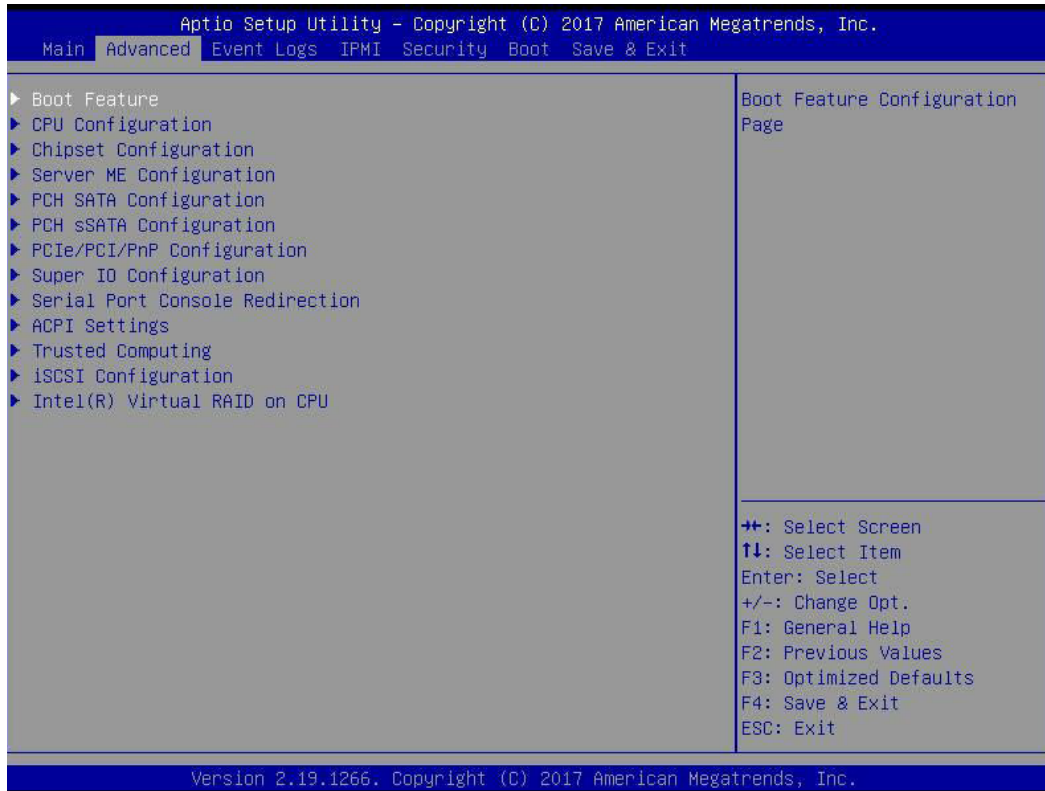 Aptio Setup Utility – Copyright (C) 2017 American Megatrends, Inc.
Main Advanced Event Logs IPMI Security Boot Save & Exit
▶ Boot Feature
▶ CPU Configuration
▶ Chipset Configuration
▶ Server ME Configuration
▶ PCH SATA Configuration
▶ PCH sSATA Configuration
▶ PCIe/PCI/PnP Configuration
▶ Super IO Configuration
▶ Serial Port Console Redirection
▶ ACPI Settings
▶ Trusted Computing
▶ iSCSI Configuration
▶ Intel(R) Virtual RAID on CPU
Boot Feature Configuration
Page
→←: Select Screen
↑↓: Select Item
Enter: Select
+/-: Change Opt.
F1: General Help
F2: Previous Values
F3: Optimized Defaults
F4: Save & Exit
ESC: Exit
Version 2.19.1266. Copyright (C) 2017 American Megatrends, Inc.